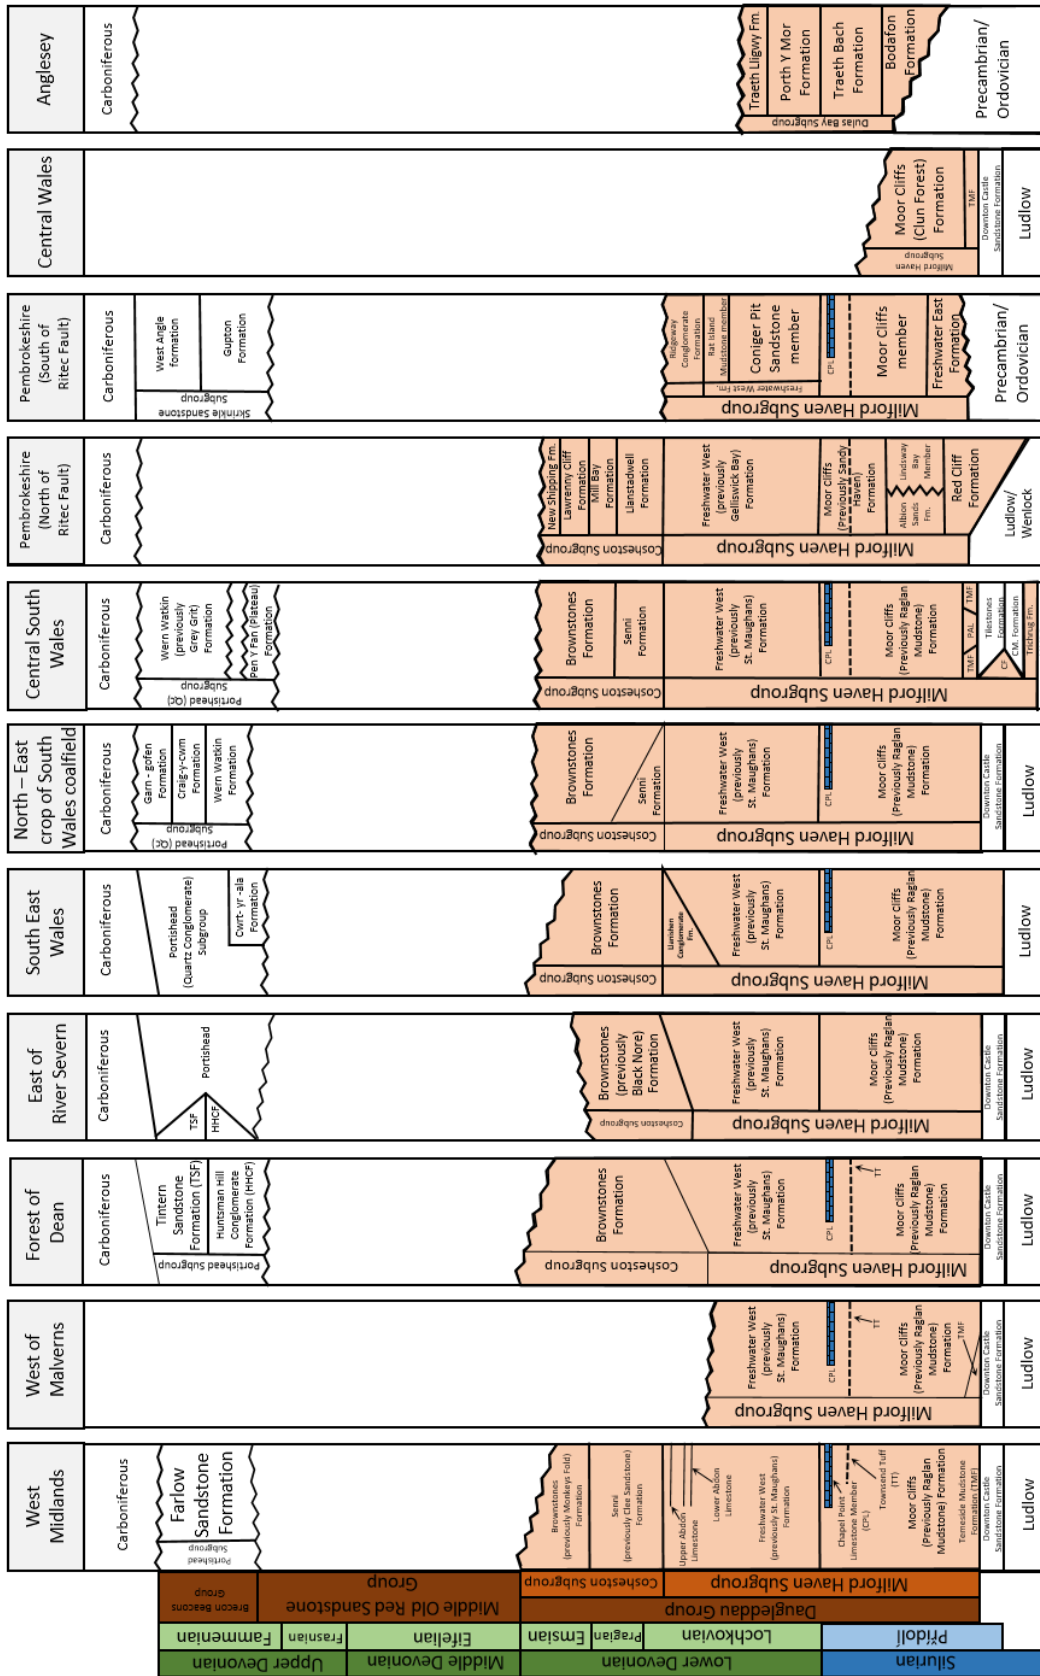 West
Midlands
Carboniferous
Farlow
Sandstone
Formation
Portishead
Subgroup
Brownstones
(previously Monkeys Fold)
Formation
Senni
(previously Clee Sandstone)
Formation
Upper Abdon
Limestone
Lower Abdon
Limestone
Freshwater West
(previously St. Maughans)
Formation
Chapel Point
Limestone Member
(CPL)
Townsend Tuff
(TT)
Moor Cliffs
(Previously Raglan
Mudstone) Formation
Temeside Mudstone
Formation (TMF)
Downton Castle
Sandstone Formation
Ludlow
Brecon Beacons
Group
Middle Old Red Sandstone
Group
Cosheston Subgroup
Milford Haven Subgroup
Daugleddau Group
Fammenian
Frasnian
Eifelian
Emsian
Pragian
Lochkovian
Přídolí
Upper Devonian
Middle Devonian
Lower Devonian
Silurian
West of
Malverns
Freshwater West
(previously
St. Maughans)
Formation
CPL
TT
Moor Cliffs
(Previously Raglan
Mudstone)
Formation
TMF
Milford Haven Subgroup
Downton Castle
Sandstone Formation
Ludlow
Forest of
Dean
Carboniferous
Tintern
Sandstone
Formation (TSF)
Huntsman Hill
Conglomerate
Formation (HHCF)
Portishead Subgroup
Brownstones
Formation
Cosheston Subgroup
Freshwater West
(previously
St. Maughans)
Formation
CPL
TT
Moor Cliffs
(Previously Raglan
Mudstone)
Formation
Milford Haven Subgroup
Downton Castle
Sandstone Formation
Ludlow
East of
River Severn
Carboniferous
Portishead
TSF
HHCF
Brownstones
(previously
Black Nore)
Formation
Cosheston Subgroup
Freshwater West
(previously
St. Maughans)
Formation
Moor Cliffs
(Previously Raglan
Mudstone)
Formation
Milford Haven Subgroup
Downton Castle
Sandstone Formation
Ludlow
South East
Wales
Carboniferous
Portishead
(Quartz Conglomerate)
Subgroup
Cwrt- yr -ala
Formation
Brownstones
Formation
Cosheston Subgroup
Llanishen
Conglomerate
Fm.
Freshwater West
(previously
St. Maughans)
Formation
CPL
Moor Cliffs
(Previously Raglan
Mudstone)
Formation
Milford Haven Subgroup
Ludlow
North – East
crop of South
Wales coalfield
Carboniferous
Garn - gofen
Formation
Craig-y-cwm
Formation
Wern Watkin
Formation
Portishead (Qc)
Subgroup
Brownstones
Formation
Senni
Formation
Cosheston Subgroup
Freshwater West
(previously
St. Maughans)
Formation
CPL
Moor Cliffs
(Previously Raglan
Mudstone)
Formation
Milford Haven Subgroup
Downton Castle
Sandstone Formation
Ludlow
Central South
Wales
Carboniferous
Wern Watkin
(previously
Grey Grit)
Formation
Pen Y Fan (Plateau)
Formation
Portishead (Qc)
Subgroup
Brownstones
Formation
Senni
Formation
Cosheston Subgroup
Freshwater West
(previously
St. Maughans)
Formation
CPL
Moor Cliffs
(Previously Raglan
Mudstone)
Formation
Milford Haven Subgroup
TMF
PAL
TMF
Tilestones
Formation
CF
CM. Formation
Trichrug Fm.
Pembrokeshire
(North of
Ritec Fault)
Carboniferous
New Shipping Fm.
Lawrenny Cliff
Formation
Mill Bay
Formation
Llanstadwell
Formation
Cosheston Subgroup
Freshwater West
(previously
Gelliswick Bay)
Formation
Moor Cliffs
(Previously Sandy
Haven)
Formation
Albion
Sands
Fm.
Lindsway
Bay
Member
Red Cliff
Formation
Milford Haven Subgroup
Ludlow/
Wenlock
Pembrokeshire
(South of
Ritec Fault)
Carboniferous
West Angle
formation
Gupton
Formation
Skrinkle Sandstone
Subgroup
Ridgeway
Conglomerate
Formation
Rat Island
Mudstone member
Coniger Pit
Sandstone
member
Freshwater West Fm.
CPL
Moor Cliffs
member
Freshwater East
Formation
Milford Haven Subgroup
Precambrian/
Ordovician
Central Wales
Moor Cliffs
(Clun Forest)
Formation
Milford Haven
Subgroup
TMF
Downton Castle
Sandstone Formation
Ludlow
Anglesey
Carboniferous
Traeth Lligwy Fm.
Porth Y Mor
Formation
Traeth Bach
Formation
Bodafon
Formation
Dulas Bay Subgroup
Precambrian/
Ordovician